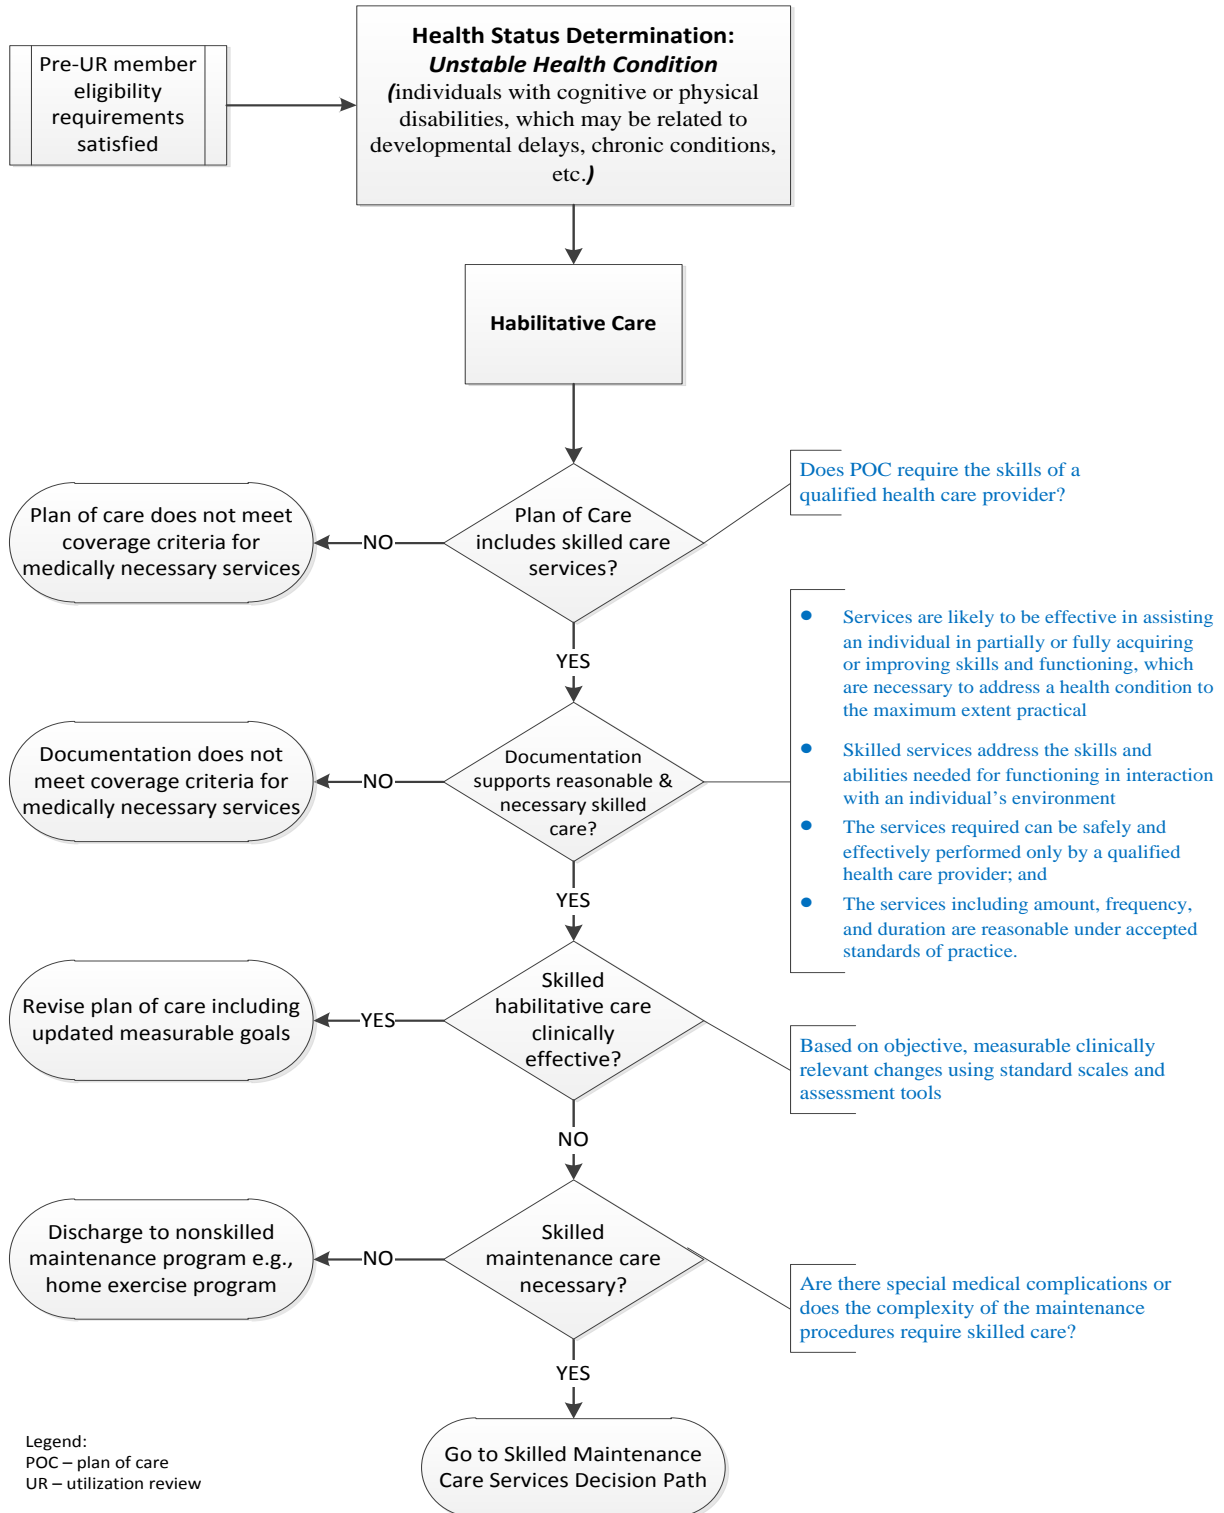 Pre-UR member
eligibility
requirements
satisfied
Health Status Determination:
Unstable Health Condition
(individuals with cognitive or physical
disabilities, which may be related to
developmental delays, chronic conditions,
etc.)
Habilitative Care
Plan of Care
includes skilled care
services?
Does POC require the skills of a
qualified health care provider?
NO
Plan of care does not meet
coverage criteria for
medically necessary services
YES
Documentation
supports reasonable &
necessary skilled
care?
• Services are likely to be effective in assisting
an individual in partially or fully acquiring
or improving skills and functioning, which
are necessary to address a health condition to
the maximum extent practical
• Skilled services address the skills and
abilities needed for functioning in interaction
with an individual’s environment
• The services required can be safely and
effectively performed only by a qualified
health care provider; and
• The services including amount, frequency,
and duration are reasonable under accepted
standards of practice.
NO
Documentation does not
meet coverage criteria for
medically necessary services
YES
Skilled
habilitative care
clinically
effective?
Based on objective, measurable clinically
relevant changes using standard scales and
assessment tools
YES
Revise plan of care including
updated measurable goals
NO
Skilled
maintenance care
necessary?
Are there special medical complications or
does the complexity of the maintenance
procedures require skilled care?
NO
Discharge to nonskilled
maintenance program e.g.,
home exercise program
YES
Go to Skilled Maintenance
Care Services Decision Path
Legend:
POC – plan of care
UR – utilization review